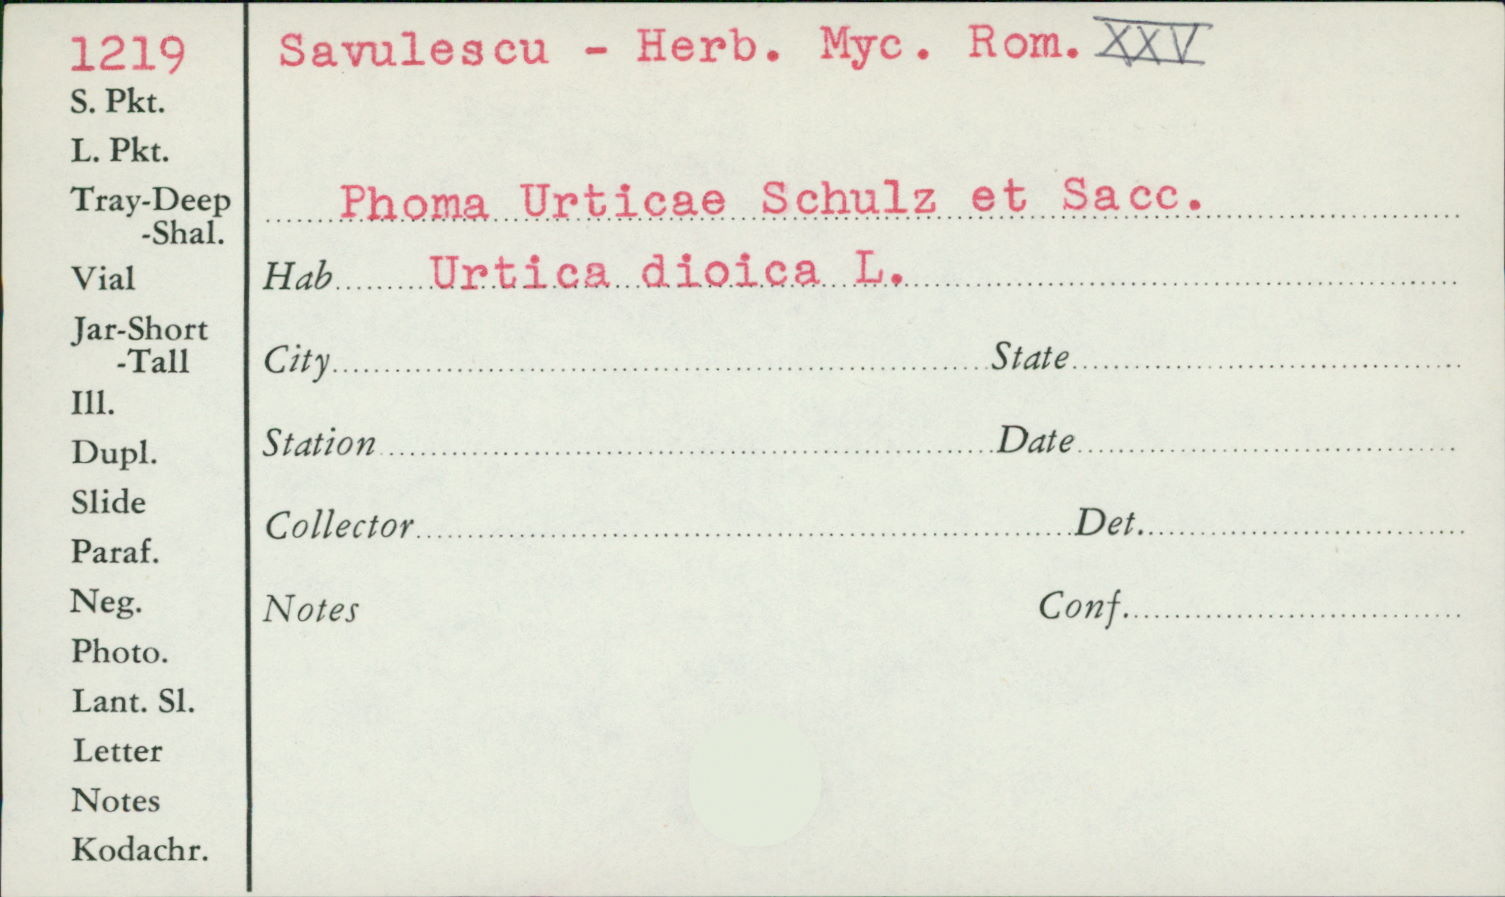 1219
Savulescu - Herb. Myc. Rom. XXV
S. Pkt.
L. Pkt.
Tray-Deep
-Shal.
Vial
Jar-Short
-Tall
Ill.
Dupl.
Slide
Paraf.
Neg.
Photo.
Lant. Sl.
Letter
Notes
Kodachr.
Phoma Urticae Schulz et Sacc.
Hab Urtica dioica L.
City State
Station Date
Collector Det.
Notes Conf.